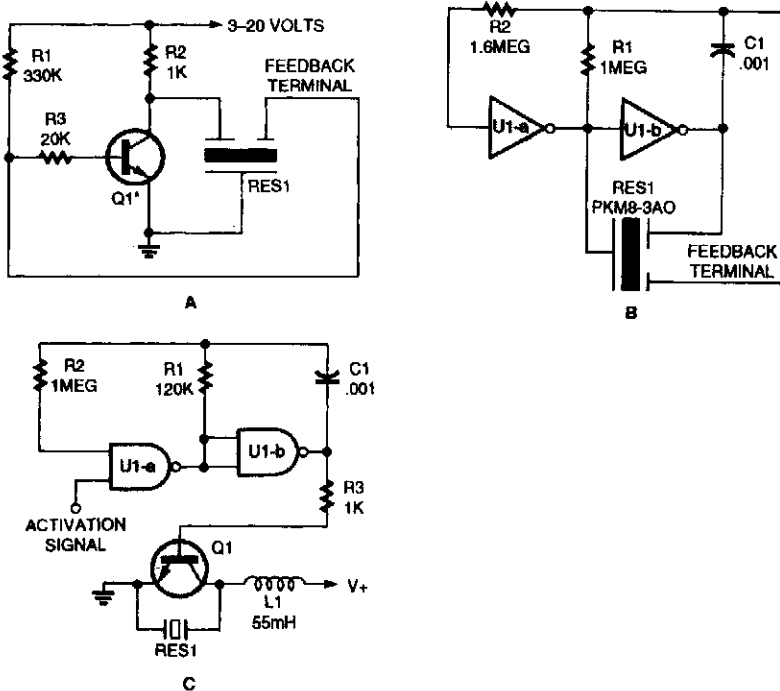 3–20 VOLTS
R1
330K
R2
1K
FEEDBACK
TERMINAL
R3
20K
Q1*
RES1
A
R2
1.6MEG
R1
1MEG
C1
.001
U1-a
U1-b
RES1
PKM8-3AO
FEEDBACK
TERMINAL
B
R2
1MEG
R1
120K
C1
.001
U1-a
U1-b
ACTIVATION
SIGNAL
R3
1K
Q1
V+
L1
55mH
RES1
C